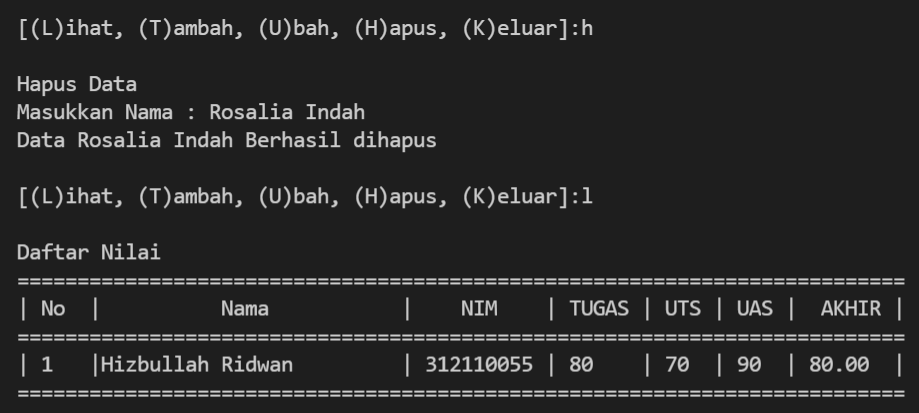 [(L)ihat, (T)ambah, (U)bah, (H)apus, (K)eluar]:h
Hapus Data
Masukkan Nama : Rosalia Indah
Data Rosalia Indah Berhasil dihapus
[(L)ihat, (T)ambah, (U)bah, (H)apus, (K)eluar]:l
Daftar Nilai
==========================================================================
| No  |          Nama           |    NIM    | TUGAS | UTS | UAS |  AKHIR |
==========================================================================
| 1   |Hizbullah Ridwan         | 312110055 | 80    | 70  | 90  | 80.00  |
==========================================================================